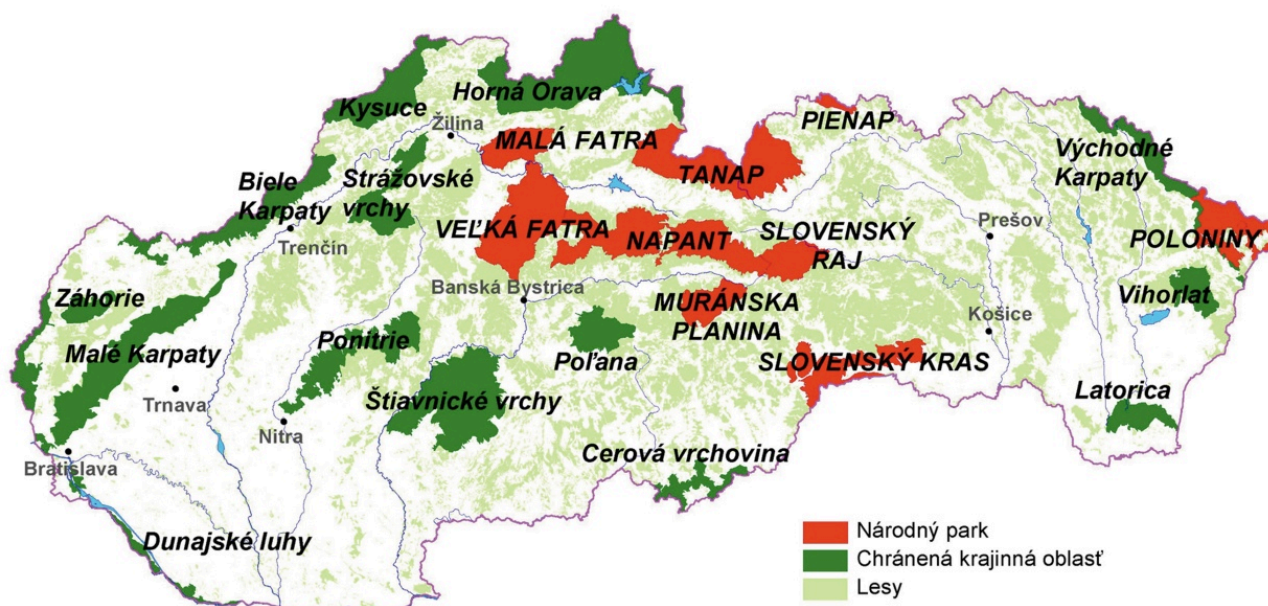 Kysuce
Horná Orava
Žilina
MALÁ FATRA
PIENAP
TANAP
Východné
Karpaty
Biele
Karpaty
Strážovské
vrchy
Trenčín
VEĽKÁ FATRA
NAPANT
SLOVENSKÝ
RAJ
Prešov
POLONINY
Záhorie
Banská Bystrica
MURÁNSKA
PLANINA
Vihorlat
Malé Karpaty
Ponitrie
Poľana
Košice
SLOVENSKÝ KRAS
Trnava
Štiavnické vrchy
Latorica
Nitra
Bratislava
Cerová vrchovina
Dunajské luhy
Národný park
Chránená krajinná oblasť
Lesy